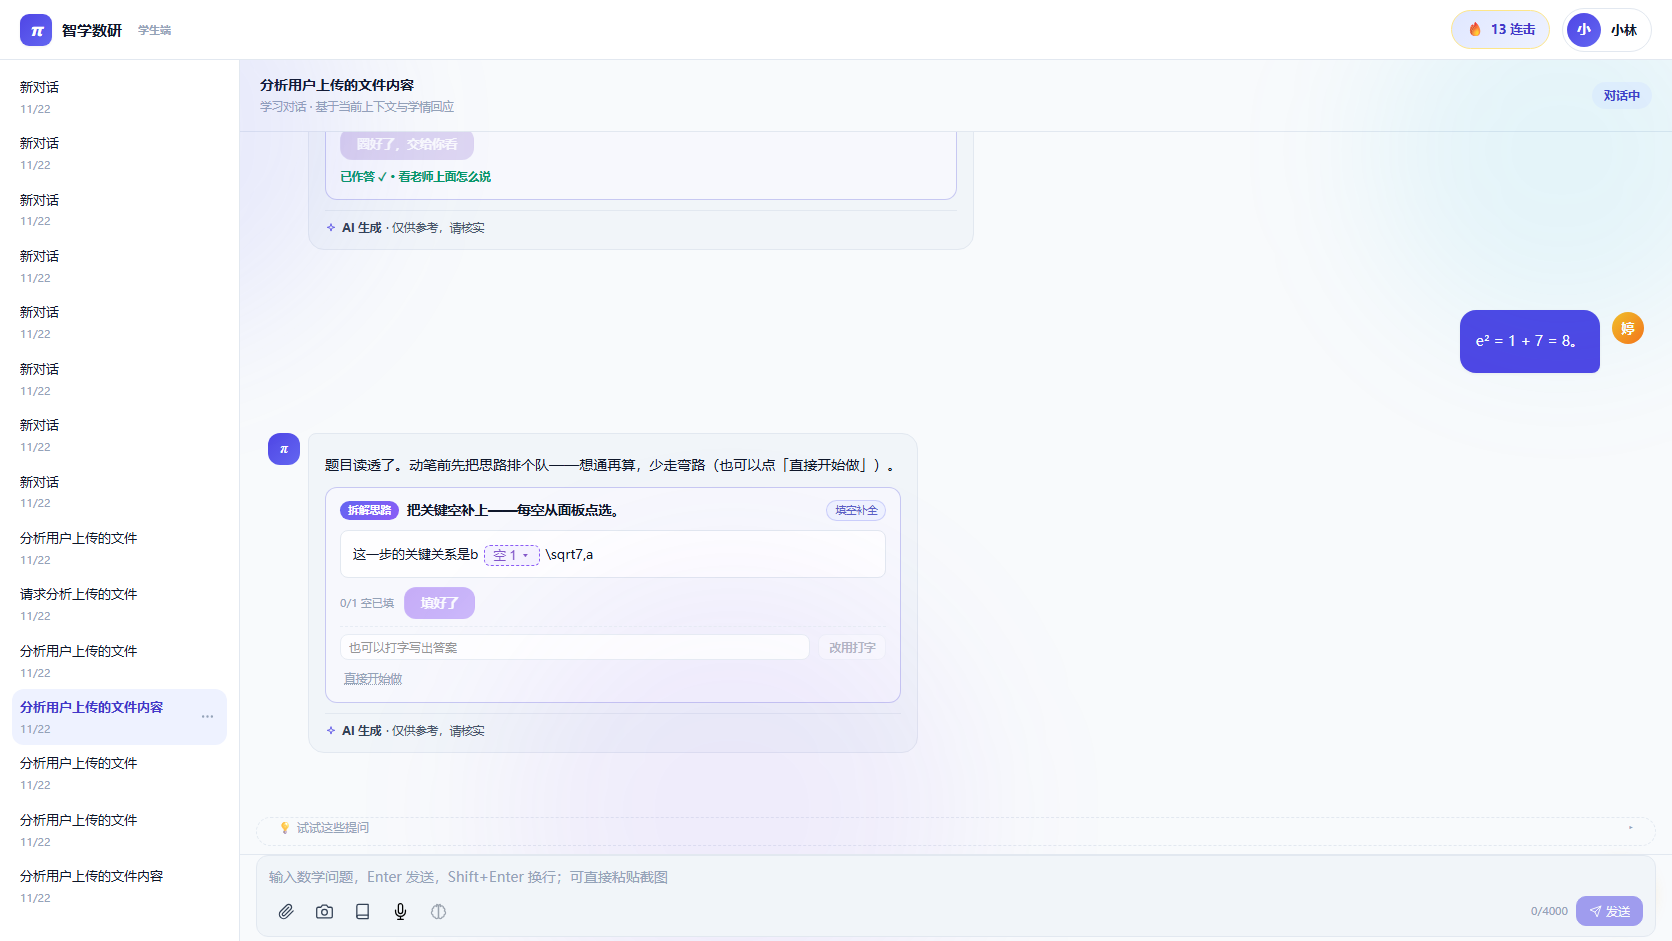 π 智学数研 学生端
13 连击
小 小林
新对话
11/22
新对话
11/22
新对话
11/22
新对话
11/22
新对话
11/22
新对话
11/22
新对话
11/22
新对话
11/22
分析用户上传的文件
11/22
请求分析上传的文件
11/22
分析用户上传的文件
11/22
分析用户上传的文件内容 ···
11/22
分析用户上传的文件
11/22
分析用户上传的文件
11/22
分析用户上传的文件内容
11/22
分析用户上传的文件内容
学习对话 · 基于当前上下文与学情回应
对话中
圈好了，交给你看
已作答 ✓ • 看老师上面怎么说
AI 生成 · 仅供参考，请核实
e² = 1 + 7 = 8。
婷
π
题目读透了。动笔前先把思路排个队——想通再算，少走弯路（也可以点「直接开始做」）。
拆解思路 把关键空补上——每空从面板点选。 填空补全
这一步的关键关系是b 空 1 \sqrt7,a
0/1 空已填 填好了
也可以打字写出答案 改用打字
直接开始做
AI 生成 · 仅供参考，请核实
试试这些提问
输入数学问题，Enter 发送，Shift+Enter 换行；可直接粘贴截图
0/4000 发送